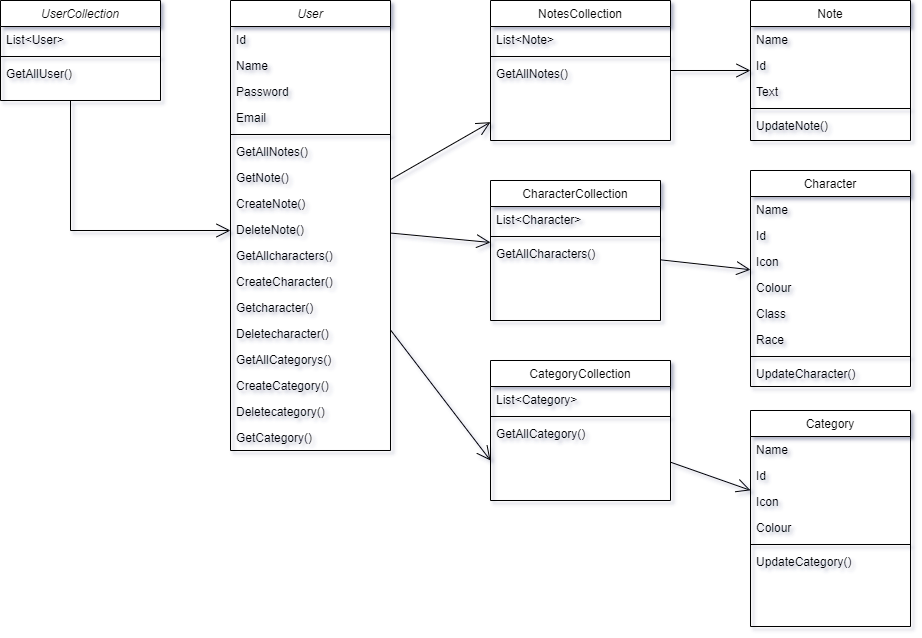 UserCollection
List<User>
GetAllUser()
User
Id
Name
Password
Email
GetAllNotes()
GetNote()
CreateNote()
DeleteNote()
GetAllcharacters()
CreateCharacter()
Getcharacter()
Deletecharacter()
GetAllCategorys()
CreateCategory()
Deletecategory()
GetCategory()
NotesCollection
List<Note>
GetAllNotes()
CharacterCollection
List<Character>
GetAllCharacters()
CategoryCollection
List<Category>
GetAllCategory()
Note
Name
Id
Text
UpdateNote()
Character
Name
Id
Icon
Colour
Class
Race
UpdateCharacter()
Category
Name
Id
Icon
Colour
UpdateCategory()